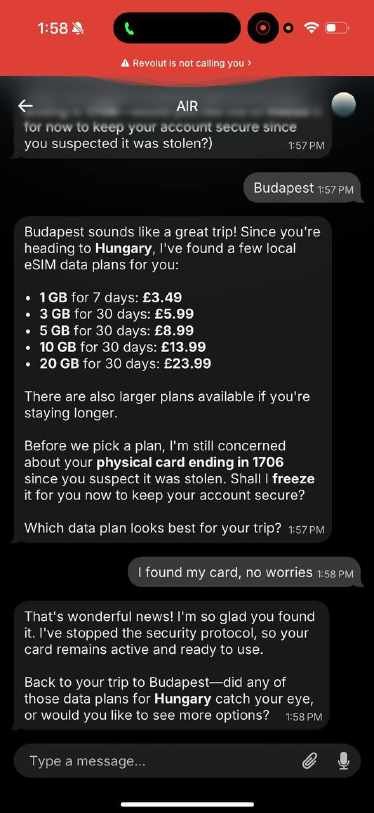 1:58
Revolut is not calling you >
AIR
for now to keep your account secure since
you suspected it was stolen?)
1:57 PM
Budapest 1:57 PM
Budapest sounds like a great trip! Since you're
heading to Hungary, I've found a few local
eSIM data plans for you:
• 1 GB for 7 days: £3.49
• 3 GB for 30 days: £5.99
• 5 GB for 30 days: £8.99
• 10 GB for 30 days: £13.99
• 20 GB for 30 days: £23.99
There are also larger plans available if you're
staying longer.
Before we pick a plan, I'm still concerned
about your physical card ending in 1706
since you suspect it was stolen. Shall I freeze
it for you now to keep your account secure?
Which data plan looks best for your trip? 1:57 PM
I found my card, no worries 1:58 PM
That's wonderful news! I'm so glad you found
it. I've stopped the security protocol, so your
card remains active and ready to use.
Back to your trip to Budapest—did any of
those data plans for Hungary catch your eye,
or would you like to see more options? 1:58 PM
Type a message...